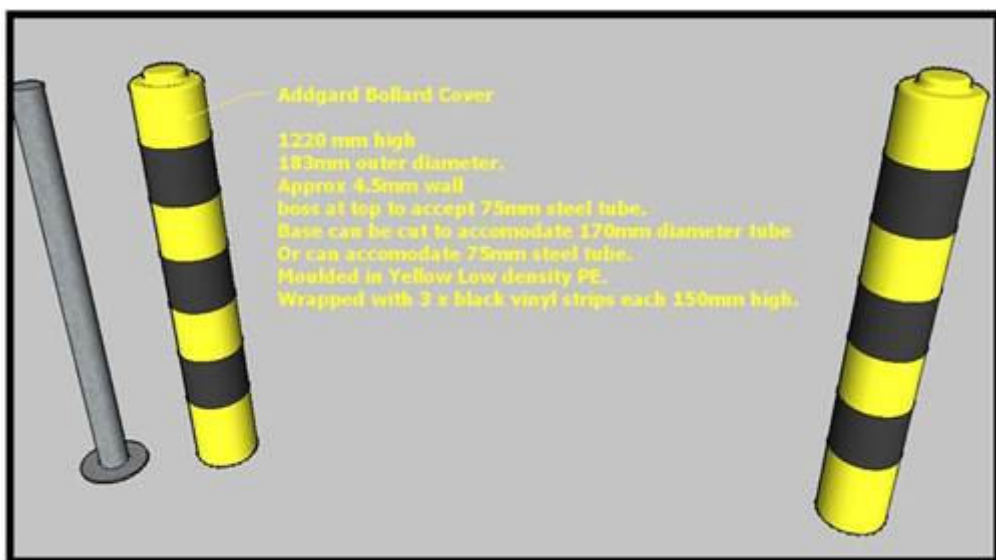 Addgard Bollard Cover
1220 mm high
183mm outer diameter.
Approx 4.5mm wall
boss at top to accept 75mm steel tube.
Base can be cut to accomodate 170mm diameter tube
Or can accomodate 75mm steel tube.
Moulded in Yellow Low density PE.
Wrapped with 3 x black vinyl strips each 150mm high.